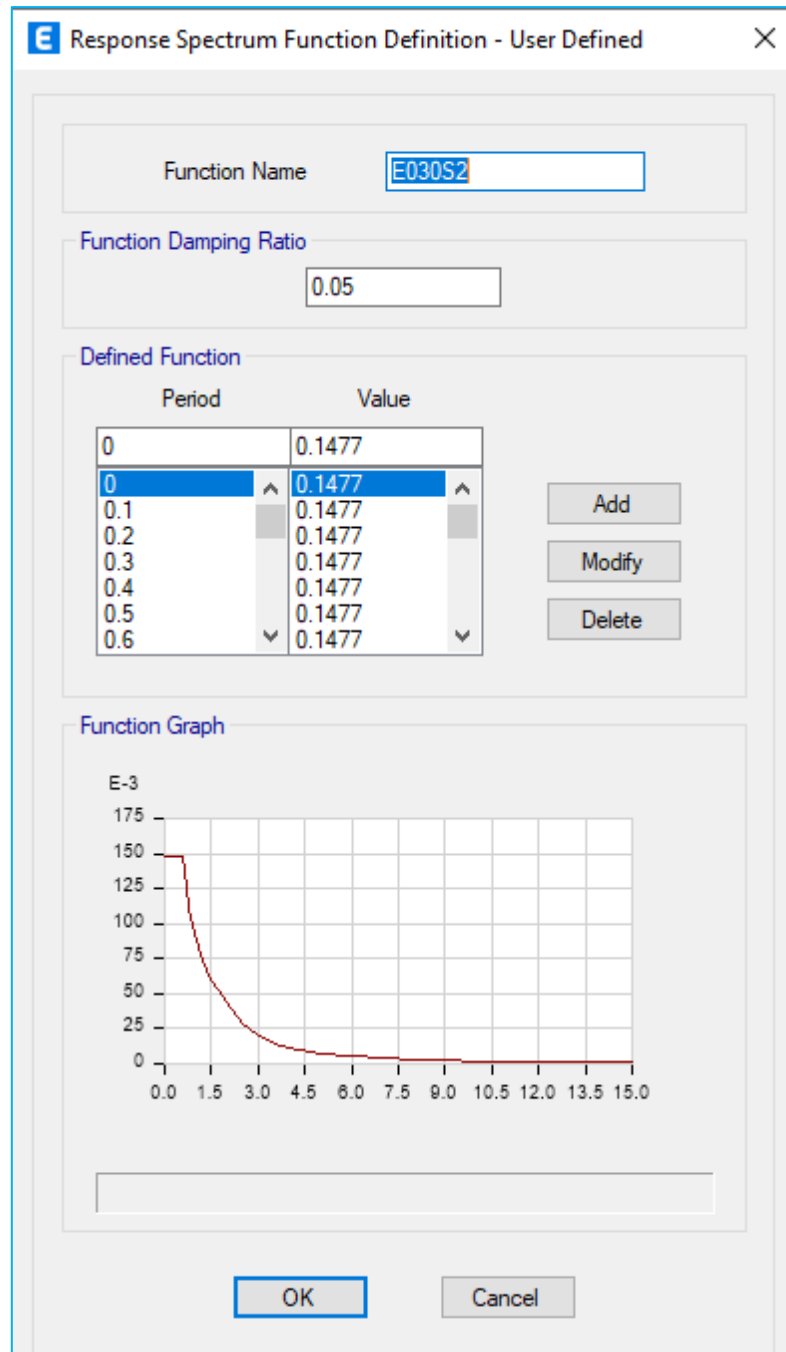 E Response Spectrum Function Definition - User Defined
Function Name E030S2
Function Damping Ratio
0.05
Defined Function
Period Value
0 0.1477
0 0.1477
0.1 0.1477
0.2 0.1477
0.3 0.1477
0.4 0.1477
0.5 0.1477
0.6 0.1477
Add
Modify
Delete
Function Graph
E-3
175
150
125
100
75
50
25
0
0.0 1.5 3.0 4.5 6.0 7.5 9.0 10.5 12.0 13.5 15.0
OK Cancel